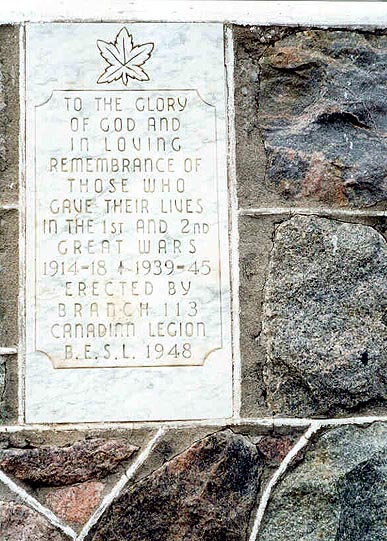 TO THE GLORY
OF GOD AND
IN LOVING
REMEMBRANCE OF
THOSE WHO
GAVE THEIR LIVES
IN THE 1ST AND 2ND
GREAT WARS
1914-18 ✝ 1939-45
ERECTED BY
BRANCH 113
CANADIAN LEGION
B.E.S.L. 1948